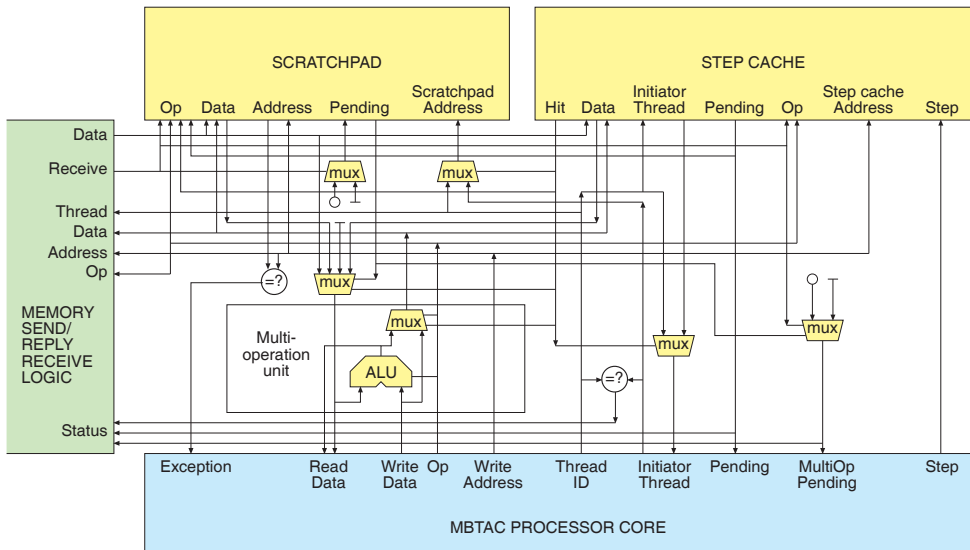 SCRATCHPAD
STEP CACHE
Op Data Address Pending Scratchpad Address
Hit Data Initiator Thread Pending Op Step cache Address Step
Data
Receive
Thread
Data
Address
Op
MEMORY
SEND/
REPLY
RECEIVE
LOGIC
Status
mux
mux
=?
mux
Multi-
operation
unit
mux
ALU
mux
mux
=?
Exception Read Data Write Data Op Write Address Thread ID Initiator Thread Pending MultiOp Pending Step
MBTAC PROCESSOR CORE